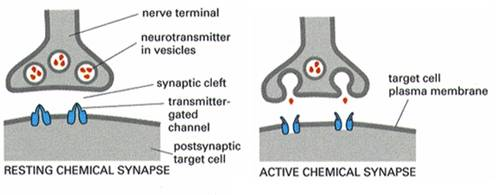 nerve terminal
neurotransmitter
in vesicles
synaptic cleft
transmitter-
gated
channel
postsynaptic
target cell
RESTING CHEMICAL SYNAPSE
target cell
plasma membrane
ACTIVE CHEMICAL SYNAPSE